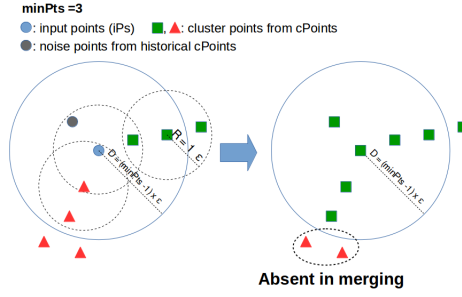 minPts =3
: input points (iPs)
, : cluster points from cPoints
: noise points from historical cPoints
R = 1 ε
D = (minPts -1) x ε
D = (minPts -1) x ε
Absent in merging